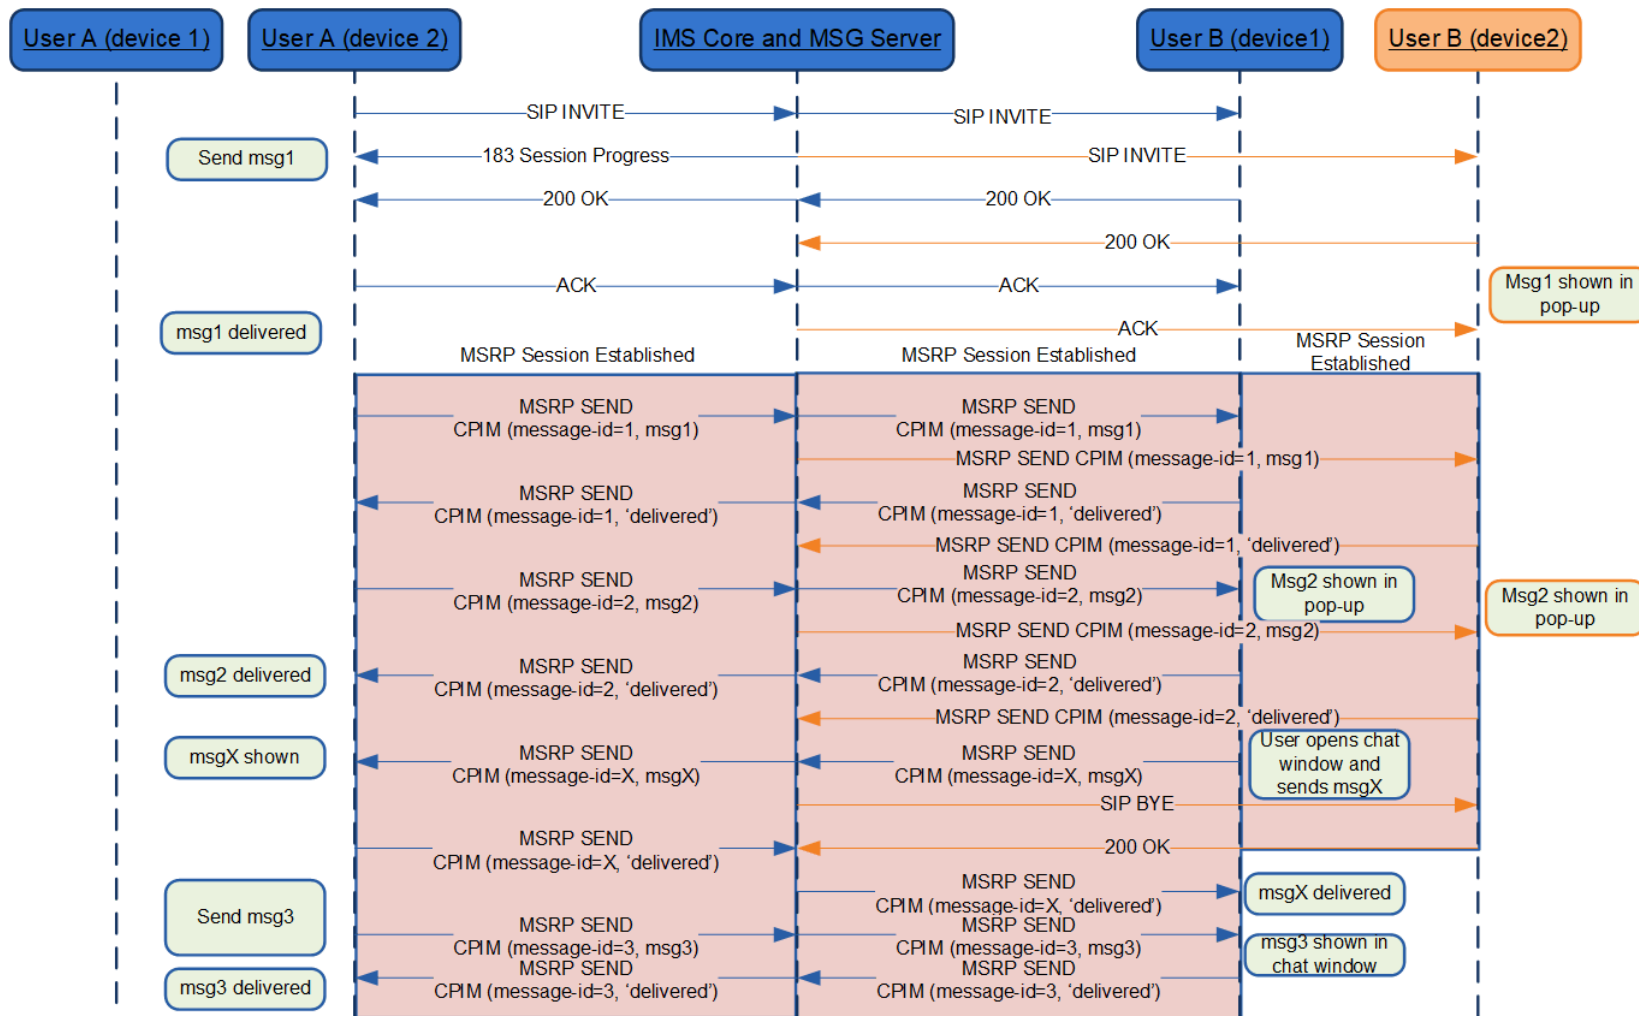 User A (device 1)
User A (device 2)
IMS Core and MSG Server
User B (device1)
User B (device2)
SIP INVITE
SIP INVITE
Send msg1
183 Session Progress
SIP INVITE
200 OK
200 OK
200 OK
ACK
ACK
Msg1 shown in
pop-up
msg1 delivered
ACK
MSRP Session Established
MSRP Session Established
MSRP Session
Established
MSRP SEND
CPIM (message-id=1, msg1)
MSRP SEND
CPIM (message-id=1, msg1)
MSRP SEND CPIM (message-id=1, msg1)
MSRP SEND
CPIM (message-id=1, ‘delivered’)
MSRP SEND
CPIM (message-id=1, ‘delivered’)
MSRP SEND CPIM (message-id=1, ‘delivered’)
MSRP SEND
CPIM (message-id=2, msg2)
MSRP SEND
CPIM (message-id=2, msg2)
Msg2 shown in
pop-up
Msg2 shown in
pop-up
MSRP SEND CPIM (message-id=2, msg2)
msg2 delivered
MSRP SEND
CPIM (message-id=2, ‘delivered’)
MSRP SEND
CPIM (message-id=2, ‘delivered’)
MSRP SEND CPIM (message-id=2, ‘delivered’)
msgX shown
MSRP SEND
CPIM (message-id=X, msgX)
MSRP SEND
CPIM (message-id=X, msgX)
User opens chat
window and
sends msgX
SIP BYE
MSRP SEND
CPIM (message-id=X, ‘delivered’)
200 OK
Send msg3
MSRP SEND
CPIM (message-id=X, ‘delivered’)
msgX delivered
MSRP SEND
CPIM (message-id=3, msg3)
MSRP SEND
CPIM (message-id=3, msg3)
msg3 shown in
chat window
msg3 delivered
MSRP SEND
CPIM (message-id=3, ‘delivered’)
MSRP SEND
CPIM (message-id=3, ‘delivered’)